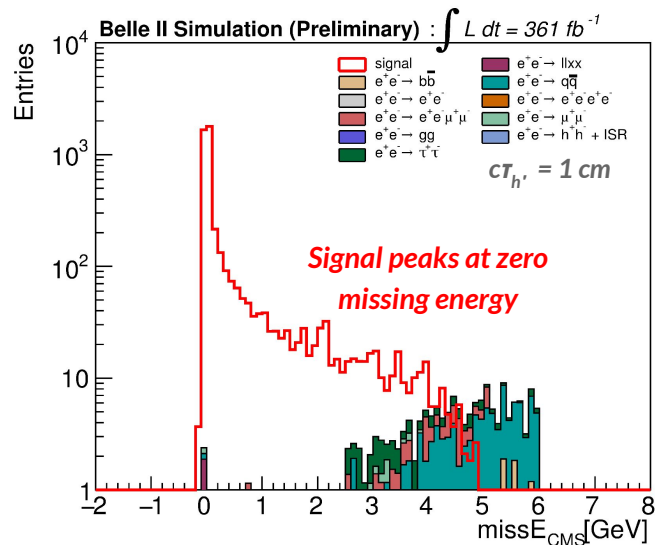 Belle II Simulation (Preliminary) : ∫ L dt = 361 fb⁻¹
Entries
10⁴
10³
10²
10
1
signal
e⁺e⁻→ bb̅
e⁺e⁻→ e⁺e⁻
e⁺e⁻→ e⁺e⁻μ⁺μ⁻
e⁺e⁻→ gg
e⁺e⁻→ τ⁺τ⁻
e⁺e⁻→ llxx
e⁺e⁻→ qq̅
e⁺e⁻→ e⁺e⁻e⁺e⁻
e⁺e⁻→ μ⁺μ⁻
e⁺e⁻→ h⁺h⁻ + ISR
cτ_h' = 1 cm
Signal peaks at zero
missing energy
−2 −1 0 1 2 3 4 5 6 7 8
missE_CMS[GeV]